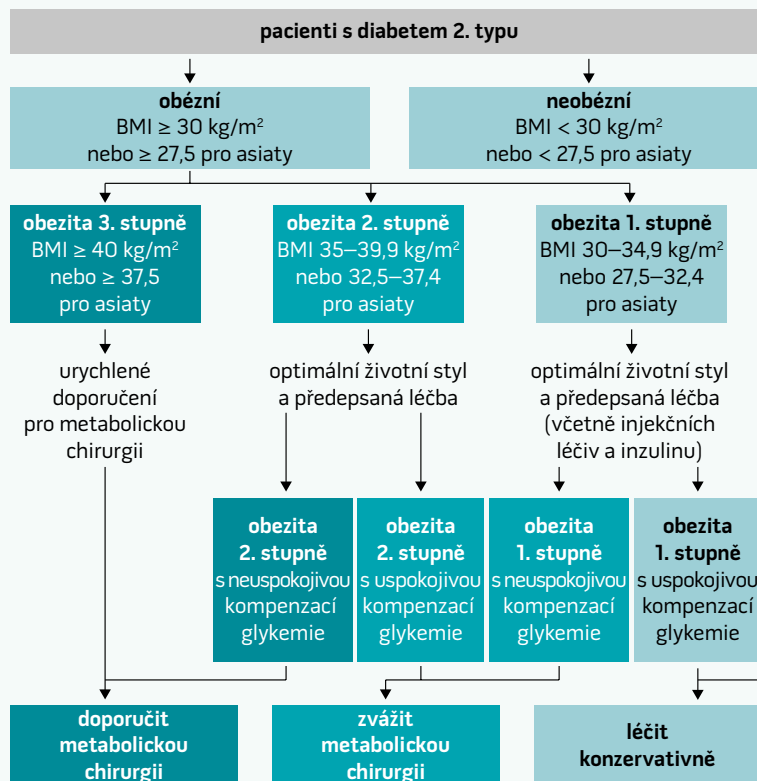 pacienti s diabetem 2. typu
obézní
BMI ≥ 30 kg/m²
nebo ≥ 27,5 pro asiaty
neobézní
BMI < 30 kg/m²
nebo < 27,5 pro asiaty
obezita 3. stupně
BMI ≥ 40 kg/m²
nebo ≥ 37,5
pro asiaty
obezita 2. stupně
BMI 35–39,9 kg/m²
nebo 32,5–37,4
pro asiaty
obezita 1. stupně
BMI 30–34,9 kg/m²
nebo 27,5–32,4
pro asiaty
urychlené
doporučení
pro metabolickou
chirurgii
optimální životní styl
a předepsaná léčba
optimální životní styl
a předepsaná léčba
(včetně injekčních
léčiv a inzulinu)
obezita
2. stupně
s neuspokojivou
kompenzací
glykemie
obezita
2. stupně
s uspokojivou
kompenzací
glykemie
obezita
1. stupně
s neuspokojivou
kompenzací
glykemie
obezita
1. stupně
s uspokojivou
kompenzací
glykemie
doporučit
metabolickou
chirurgii
zvážit
metabolickou
chirurgii
léčit
konzervativně